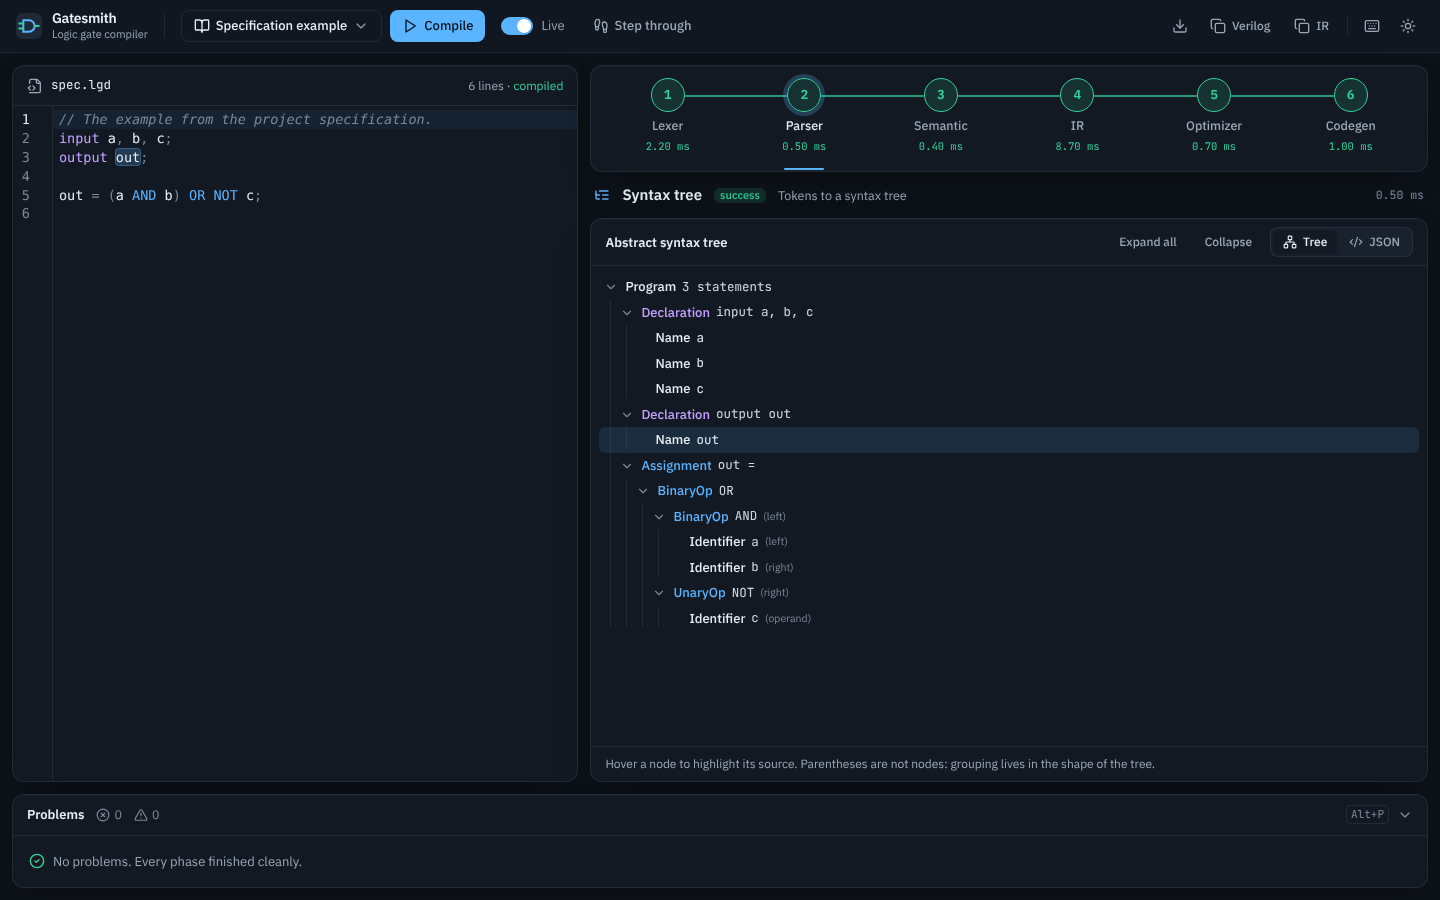 Gatesmith
Logic gate compiler
Specification example
Compile
Live
Step through
Verilog
IR
spec.lgd
6 lines · compiled
1 // The example from the project specification.
2 input a, b, c;
3 output out;
4
5 out = (a AND b) OR NOT c;
6
1 2 3 4 5 6
Lexer Parser Semantic IR Optimizer Codegen
2.20 ms 0.50 ms 0.40 ms 8.70 ms 0.70 ms 1.00 ms
Syntax tree success Tokens to a syntax tree 0.50 ms
Abstract syntax tree Expand all Collapse Tree JSON
Program 3 statements
Declaration input a, b, c
Name a
Name b
Name c
Declaration output out
Name out
Assignment out =
BinaryOp OR
BinaryOp AND (left)
Identifier a (left)
Identifier b (right)
UnaryOp NOT (right)
Identifier c (operand)
Hover a node to highlight its source. Parentheses are not nodes: grouping lives in the shape of the tree.
Problems 0 0 Alt+P
No problems. Every phase finished cleanly.